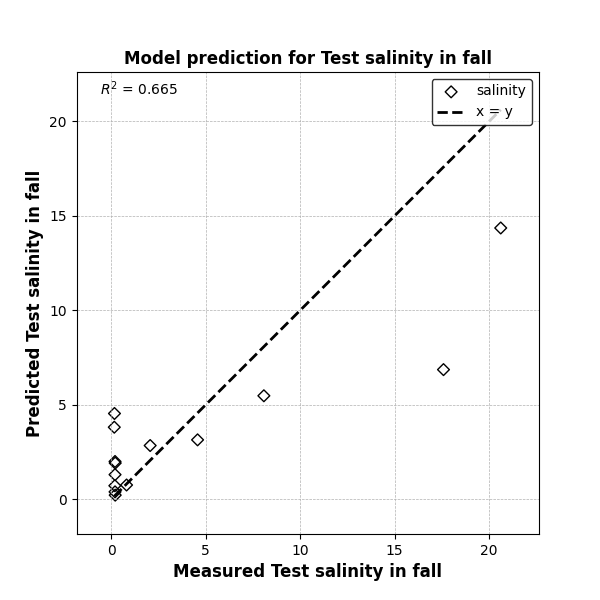 Model prediction for Test salinity in fall
R² = 0.665
salinity
x = y
Predicted Test salinity in fall
20
15
10
5
0
0 5 10 15 20
Measured Test salinity in fall